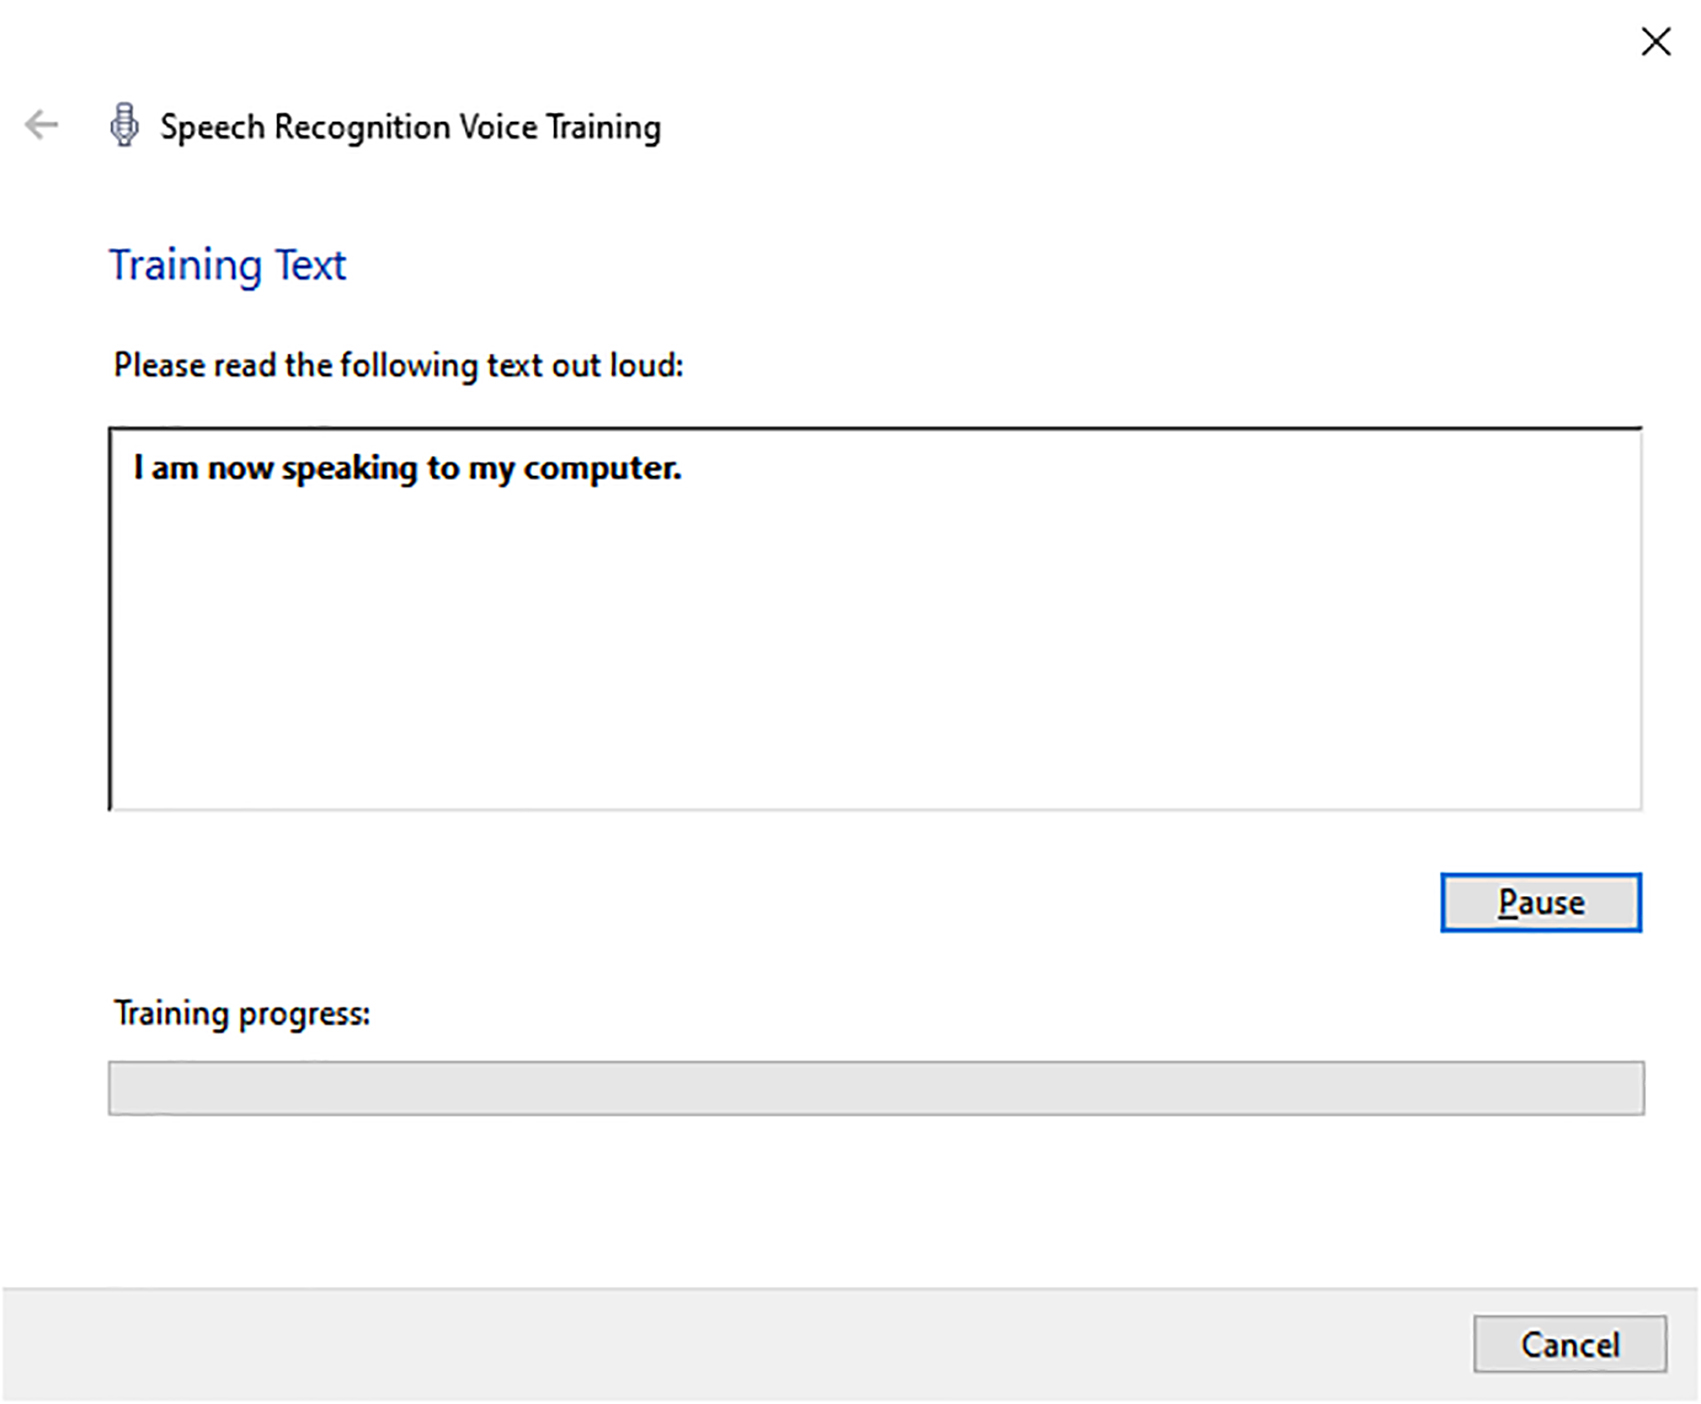 Speech Recognition Voice Training
Training Text
Please read the following text out loud:
I am now speaking to my computer.
Pause
Training progress:
Cancel